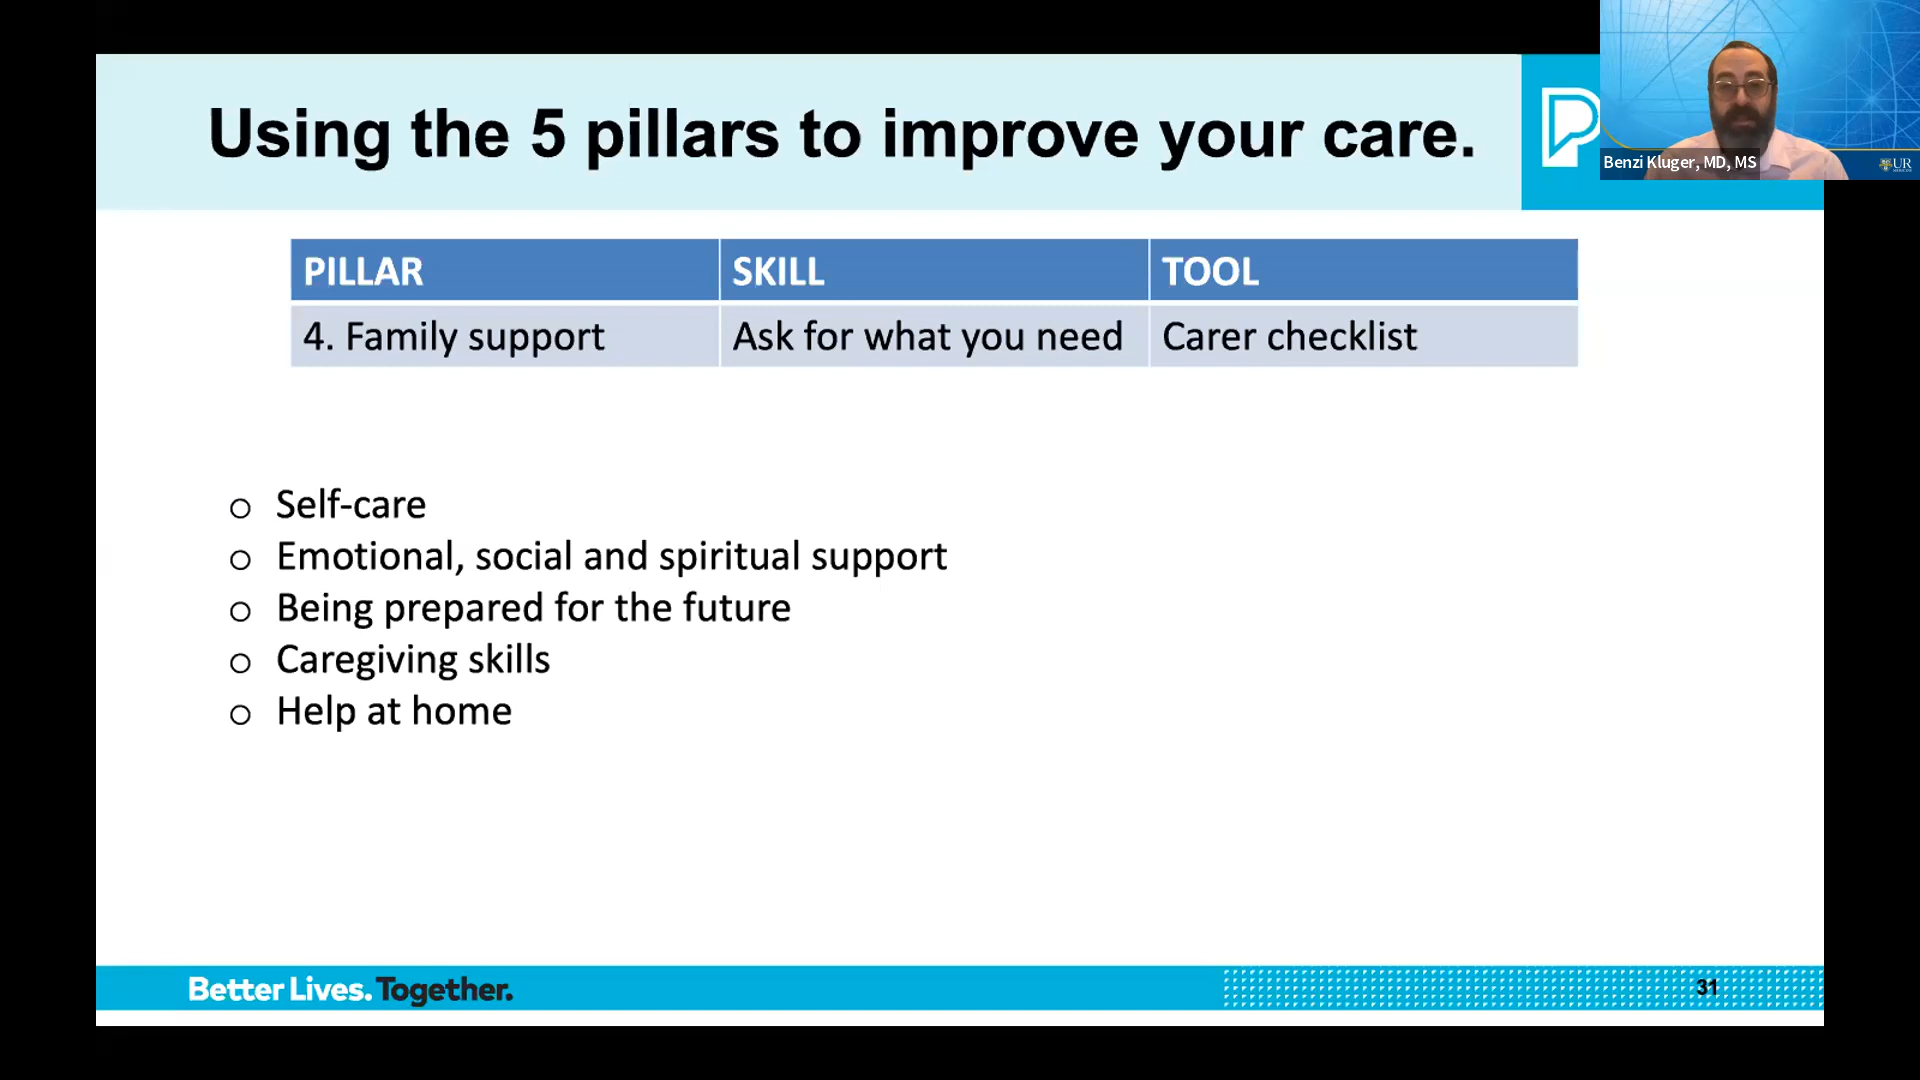 Using the 5 pillars to improve your care.
P
Benzi Kluger, MD, MS
UR
PILLAR SKILL TOOL
4. Family support Ask for what you need Carer checklist
o Self-care
o Emotional, social and spiritual support
o Being prepared for the future
o Caregiving skills
o Help at home
Better Lives. Together.
31